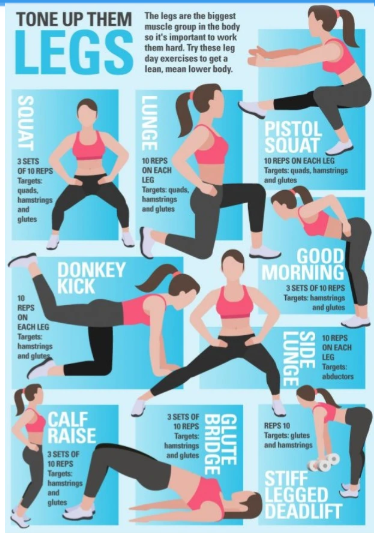 TONE UP THEM
LEGS
The legs are the biggest
muscle group in the body
so it's important to work
them hard. Try these leg
day exercises to get a
lean, mean lower body.
SQUAT
3 SETS
OF 10 REPS
Targets:
quads,
hamstrings
and
glutes
LUNGE
10 REPS
ON EACH
LEG
Targets: quads,
hamstrings
and glutes
PISTOL
SQUAT
10 REPS ON EACH LEG
Targets: quads, hamstrings
and glutes
DONKEY
KICK
10
REPS
ON
EACH LEG
Targets:
hamstrings
and glutes
GOOD
MORNING
3 SETS OF 10 REPS
Targets: hamstrings
and glutes
SIDE
LUNGE
10 REPS
ON EACH
LEG
Targets:
abductors
CALF
RAISE
3 SETS OF
10 REPS
Targets:
hamstrings
and
glutes
GLUTE
BRIDGE
3 SETS OF
10 REPS
Targets:
hamstrings
and glutes
REPS 10
Targets: glutes
and hamstrings
STIFF
LEGGED
DEADLIFT